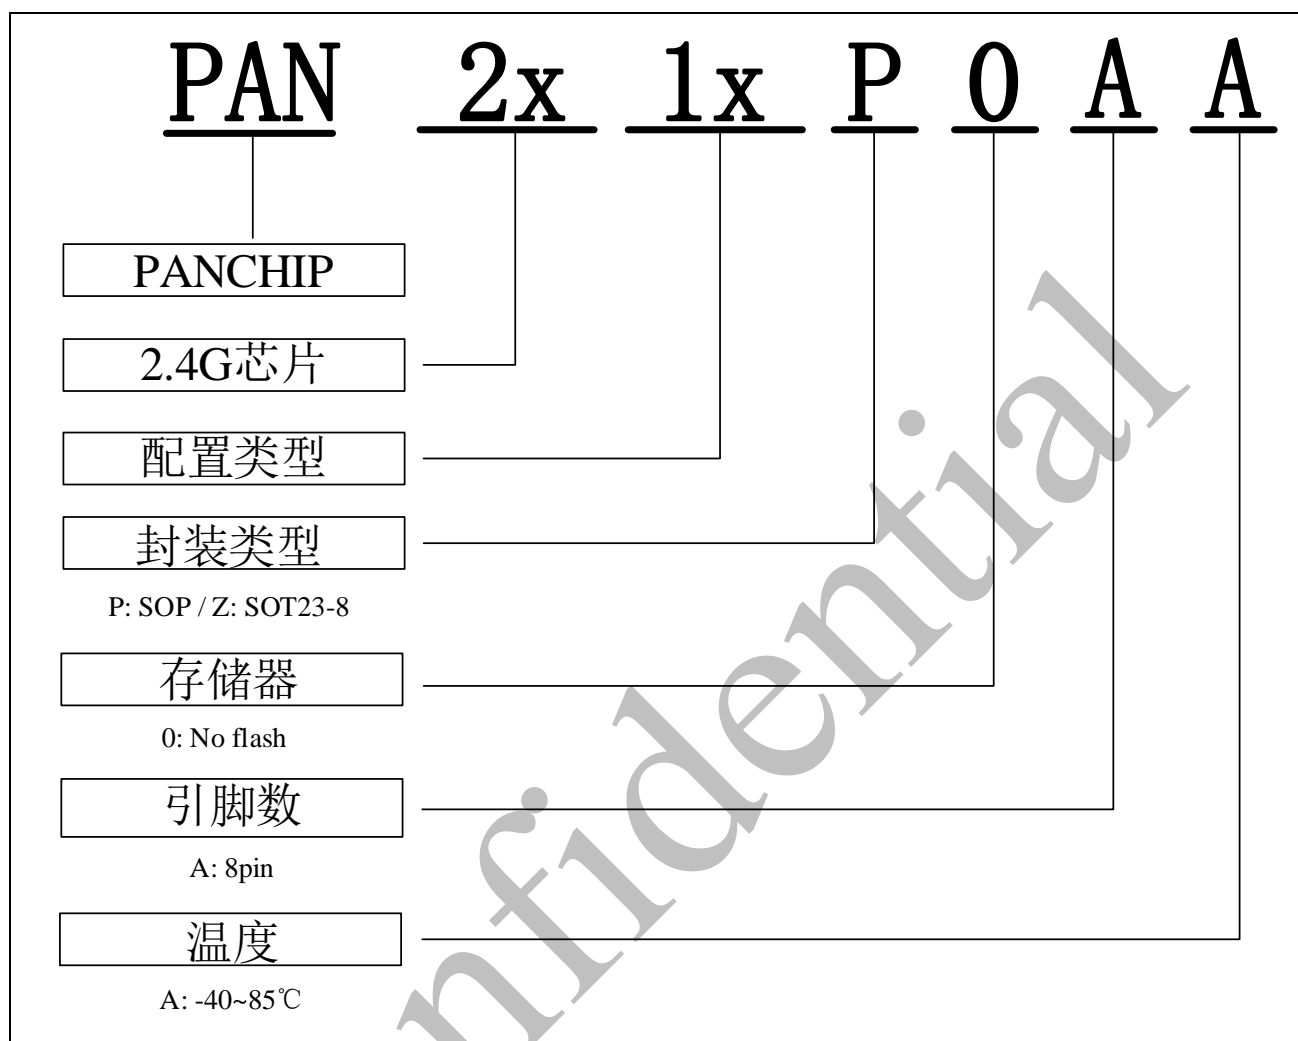 PAN 2x 1x P 0 A A
PANCHIP
2.4G芯片
配置类型
封装类型
P: SOP / Z: SOT23-8
存储器
0: No flash
引脚数
A: 8pin
温度
A: -40~85℃
nfidential